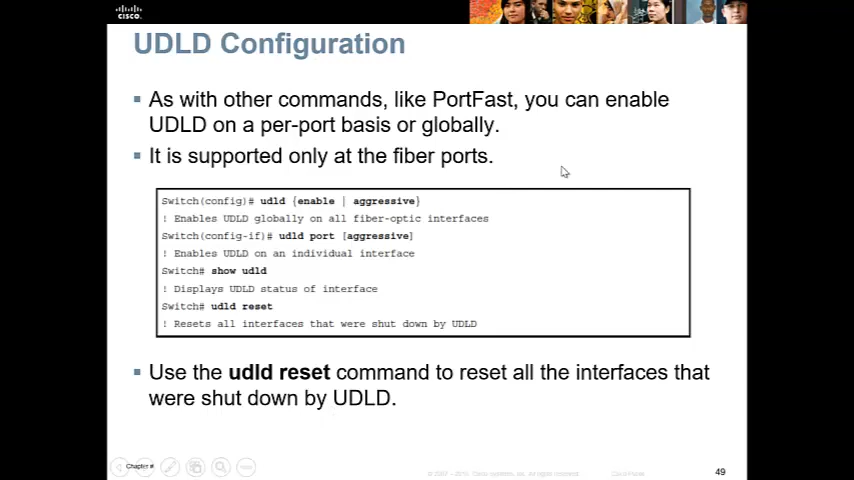 CISCO.
UDLD Configuration
As with other commands, like PortFast, you can enable
UDLD on a per-port basis or globally.
It is supported only at the fiber ports.
Switch(config)# udld {enable | aggressive}
! Enables UDLD globally on all fiber-optic interfaces
Switch(config-if)# udld port [aggressive]
! Enables UDLD on an individual interface
Switch# show udld
! Displays UDLD status of interface
Switch# udld reset
! Resets all interfaces that were shut down by UDLD
Use the udld reset command to reset all the interfaces that
were shut down by UDLD.
Chapter #
Cisco Public
49